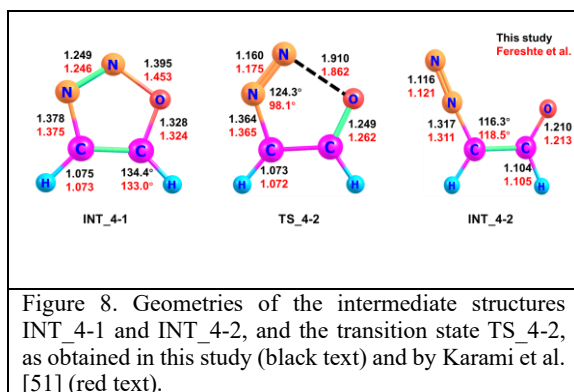 This study
Fereshte et al.
1.249
1.246
N
N
1.395
1.453
O
1.378
1.375
1.328
1.324
C
C
H
H
1.075
1.073
134.4°
133.0°
INT_4-1
1.160
1.175
N
N
1.910
1.862
124.3°
98.1°
O
1.364
1.365
1.249
1.262
C
C
H
H
1.073
1.072
TS_4-2
N
N
1.116
1.121
O
1.317
1.311
116.3°
118.5°
1.210
1.213
C
C
H
H
1.104
1.105
INT_4-2
Figure 8. Geometries of the intermediate structures
INT_4-1 and INT_4-2, and the transition state TS_4-2,
as obtained in this study (black text) and by Karami et al.
[51] (red text).